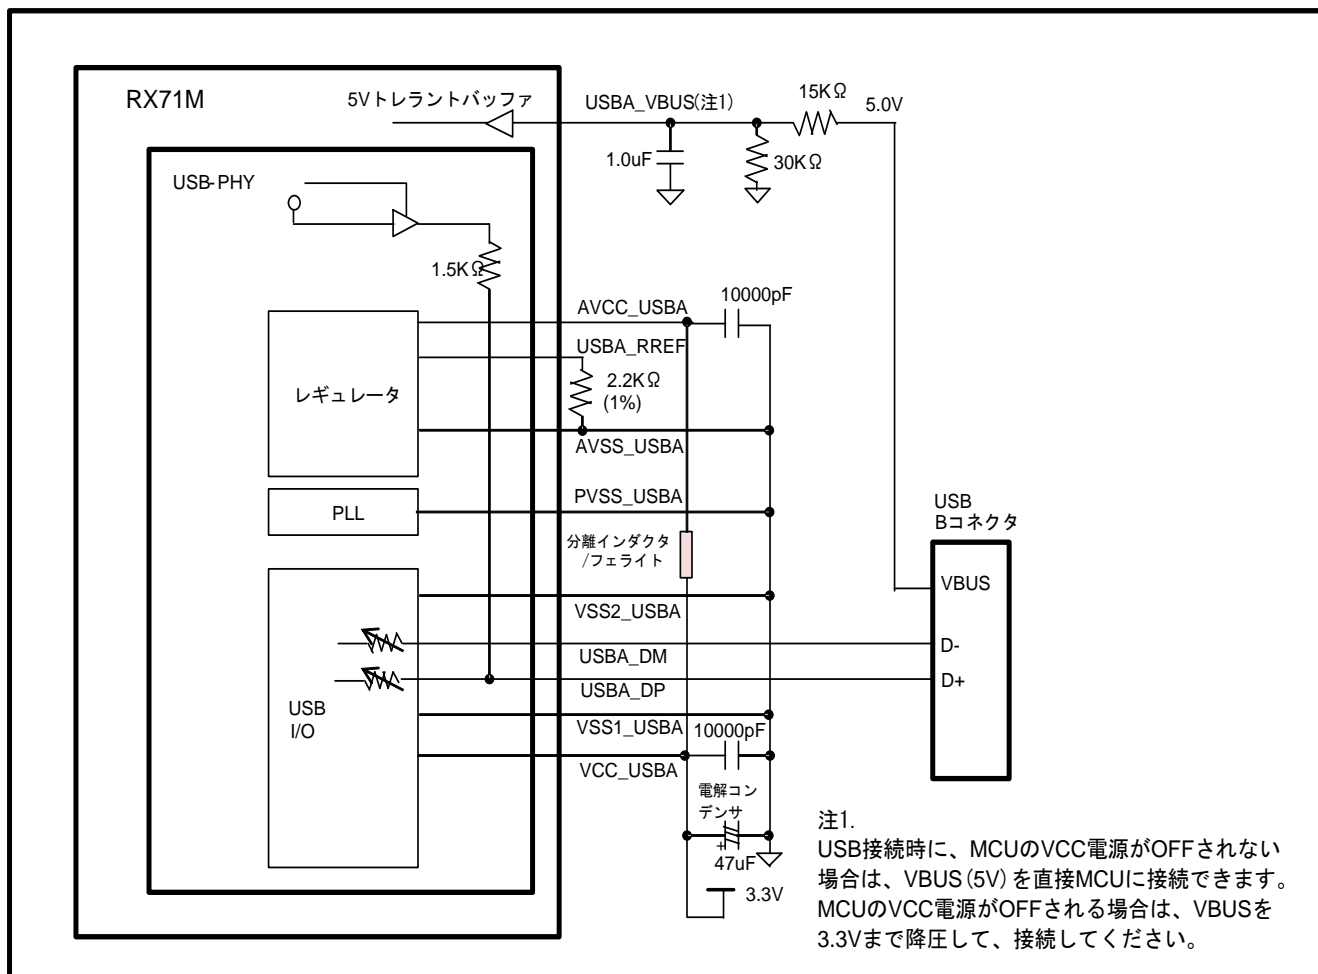 RX71M
5Vトレラントバッファ
USBA_VBUS(注1)
15KΩ
5.0V
1.0uF
30KΩ
USB-PHY
1.5KΩ
AVCC_USBA
10000pF
USBA_RREF
レギュレータ
2.2KΩ
(1%)
AVSS_USBA
PLL
PVSS_USBA
分離インダクタ
/フェライト
USB
Bコネクタ
VBUS
VSS2_USBA
D-
USBA_DM
D+
USBA_DP
USB
I/O
VSS1_USBA
10000pF
VCC_USBA
電解コン
デンサ
+
47uF
3.3V
注1.
USB接続時に、MCUのVCC電源がOFFされない
場合は、VBUS(5V)を直接MCUに接続できます。
MCUのVCC電源がOFFされる場合は、VBUSを
3.3Vまで降圧して、接続してください。